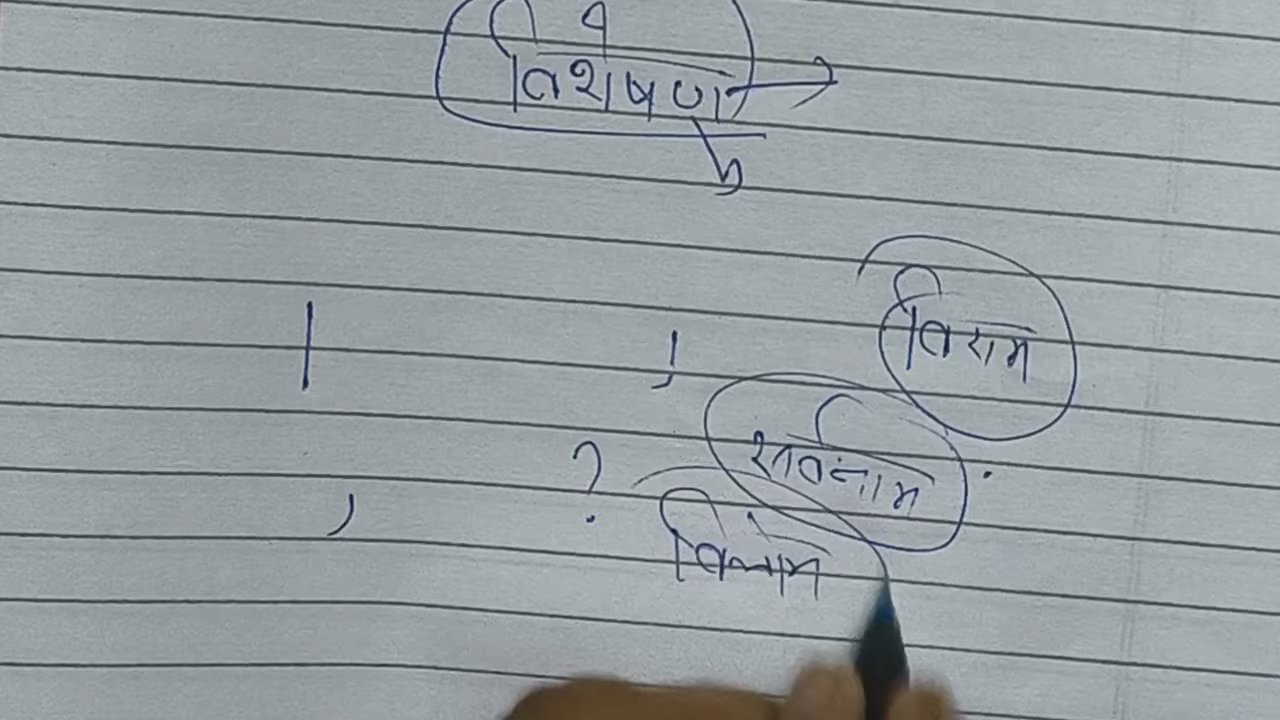 विशेषण
। , विराम
सर्वनाम
, ?
विलोम